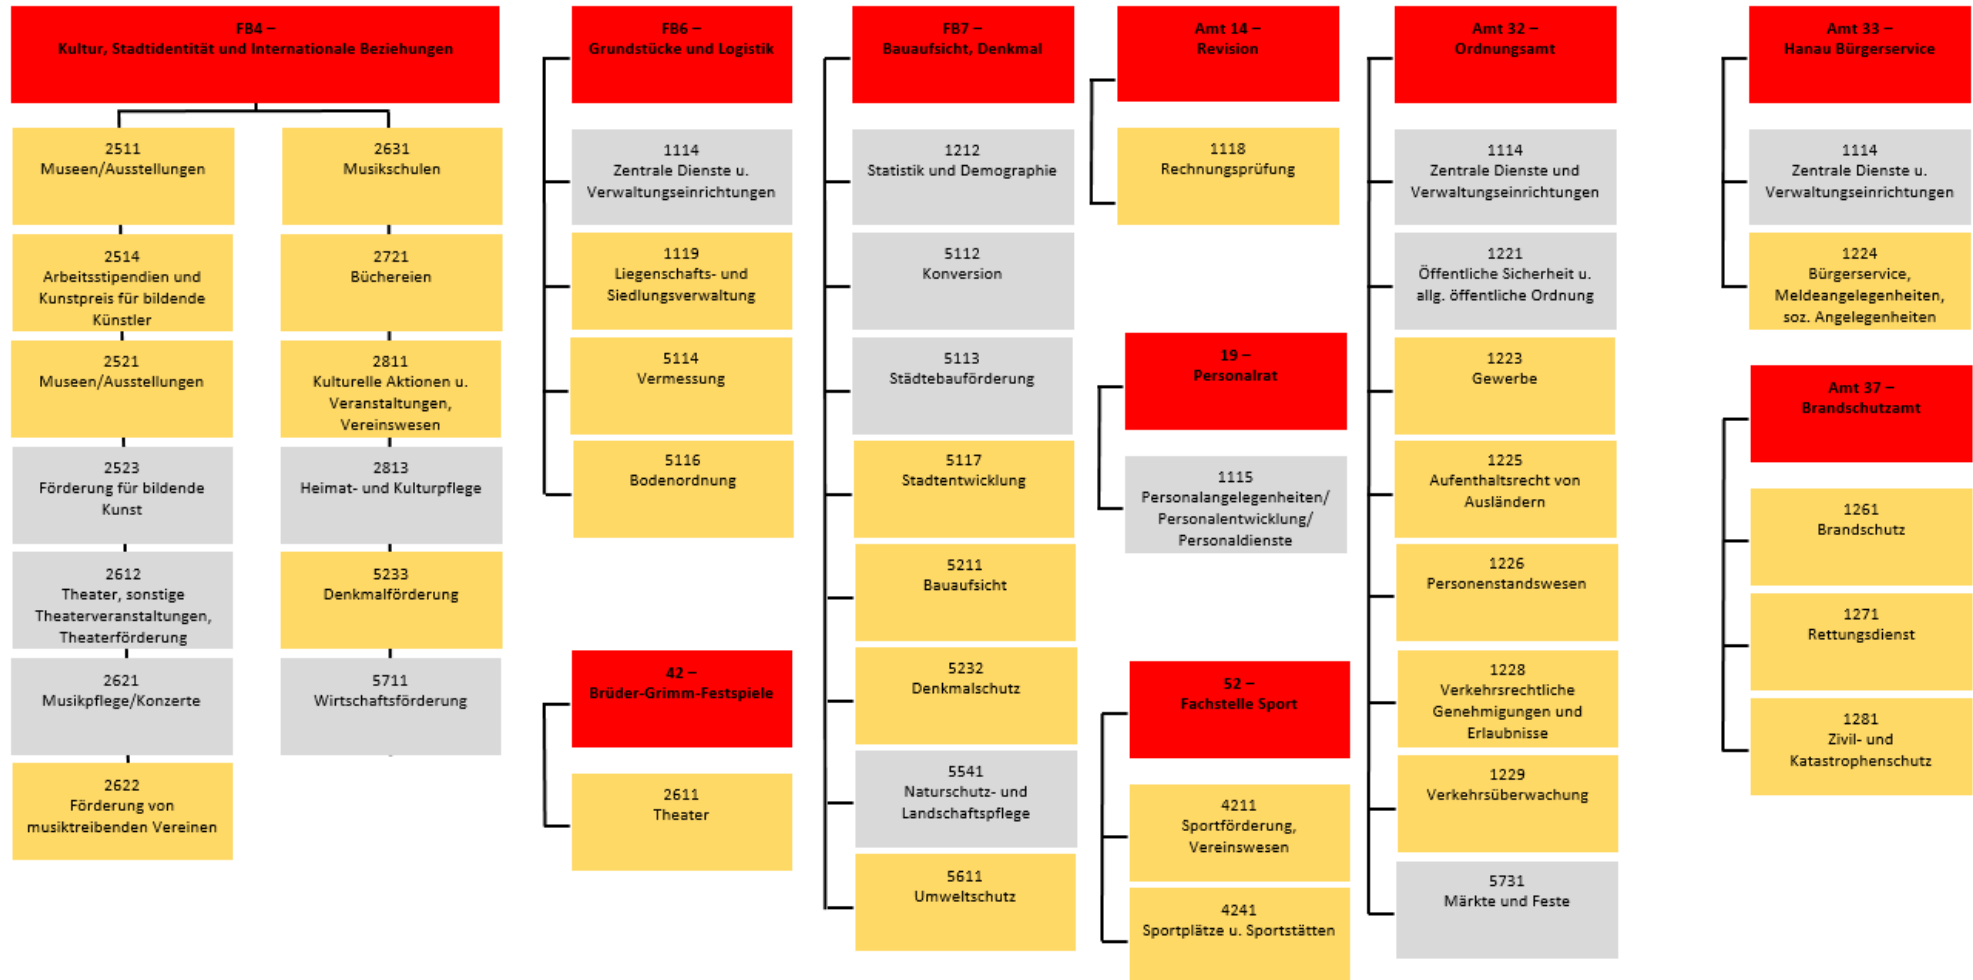 FB4 –
Kultur, Stadtidentität und Internationale Beziehungen
2511
Museen/Ausstellungen
2514
Arbeitsstipendien und
Kunstpreis für bildende
Künstler
2521
Museen/Ausstellungen
2523
Förderung für bildende
Kunst
2612
Theater, sonstige
Theaterveranstaltungen,
Theaterförderung
2621
Musikpflege/Konzerte
2622
Förderung von
musiktreibenden Vereinen
2631
Musikschulen
2721
Büchereien
2811
Kulturelle Aktionen u.
Veranstaltungen,
Vereinswesen
2813
Heimat- und Kulturpflege
5233
Denkmalförderung
5711
Wirtschaftsförderung
FB6 –
Grundstücke und Logistik
1114
Zentrale Dienste u.
Verwaltungseinrichtungen
1119
Liegenschafts- und
Siedlungsverwaltung
5114
Vermessung
5116
Bodenordnung
42 –
Brüder-Grimm-Festspiele
2611
Theater
FB7 –
Bauaufsicht, Denkmal
1212
Statistik und Demographie
5112
Konversion
5113
Städtebauförderung
5117
Stadtentwicklung
5211
Bauaufsicht
5232
Denkmalschutz
5541
Naturschutz- und
Landschaftspflege
5611
Umweltschutz
Amt 14 –
Revision
1118
Rechnungsprüfung
19 –
Personalrat
1115
Personalangelegenheiten/
Personalentwicklung/
Personaldienste
52 –
Fachstelle Sport
4211
Sportförderung,
Vereinswesen
4241
Sportplätze u. Sportstätten
Amt 32 –
Ordnungsamt
1114
Zentrale Dienste und
Verwaltungseinrichtungen
1221
Öffentliche Sicherheit u.
allg. öffentliche Ordnung
1223
Gewerbe
1225
Aufenthaltsrecht von
Ausländern
1226
Personenstandswesen
1228
Verkehrsrechtliche
Genehmigungen und
Erlaubnisse
1229
Verkehrsüberwachung
5731
Märkte und Feste
Amt 33 –
Hanau Bürgerservice
1114
Zentrale Dienste u.
Verwaltungseinrichtungen
1224
Bürgerservice,
Meldeangelegenheiten,
soz. Angelegenheiten
Amt 37 –
Brandschutzamt
1261
Brandschutz
1271
Rettungsdienst
1281
Zivil- und
Katastrophenschutz